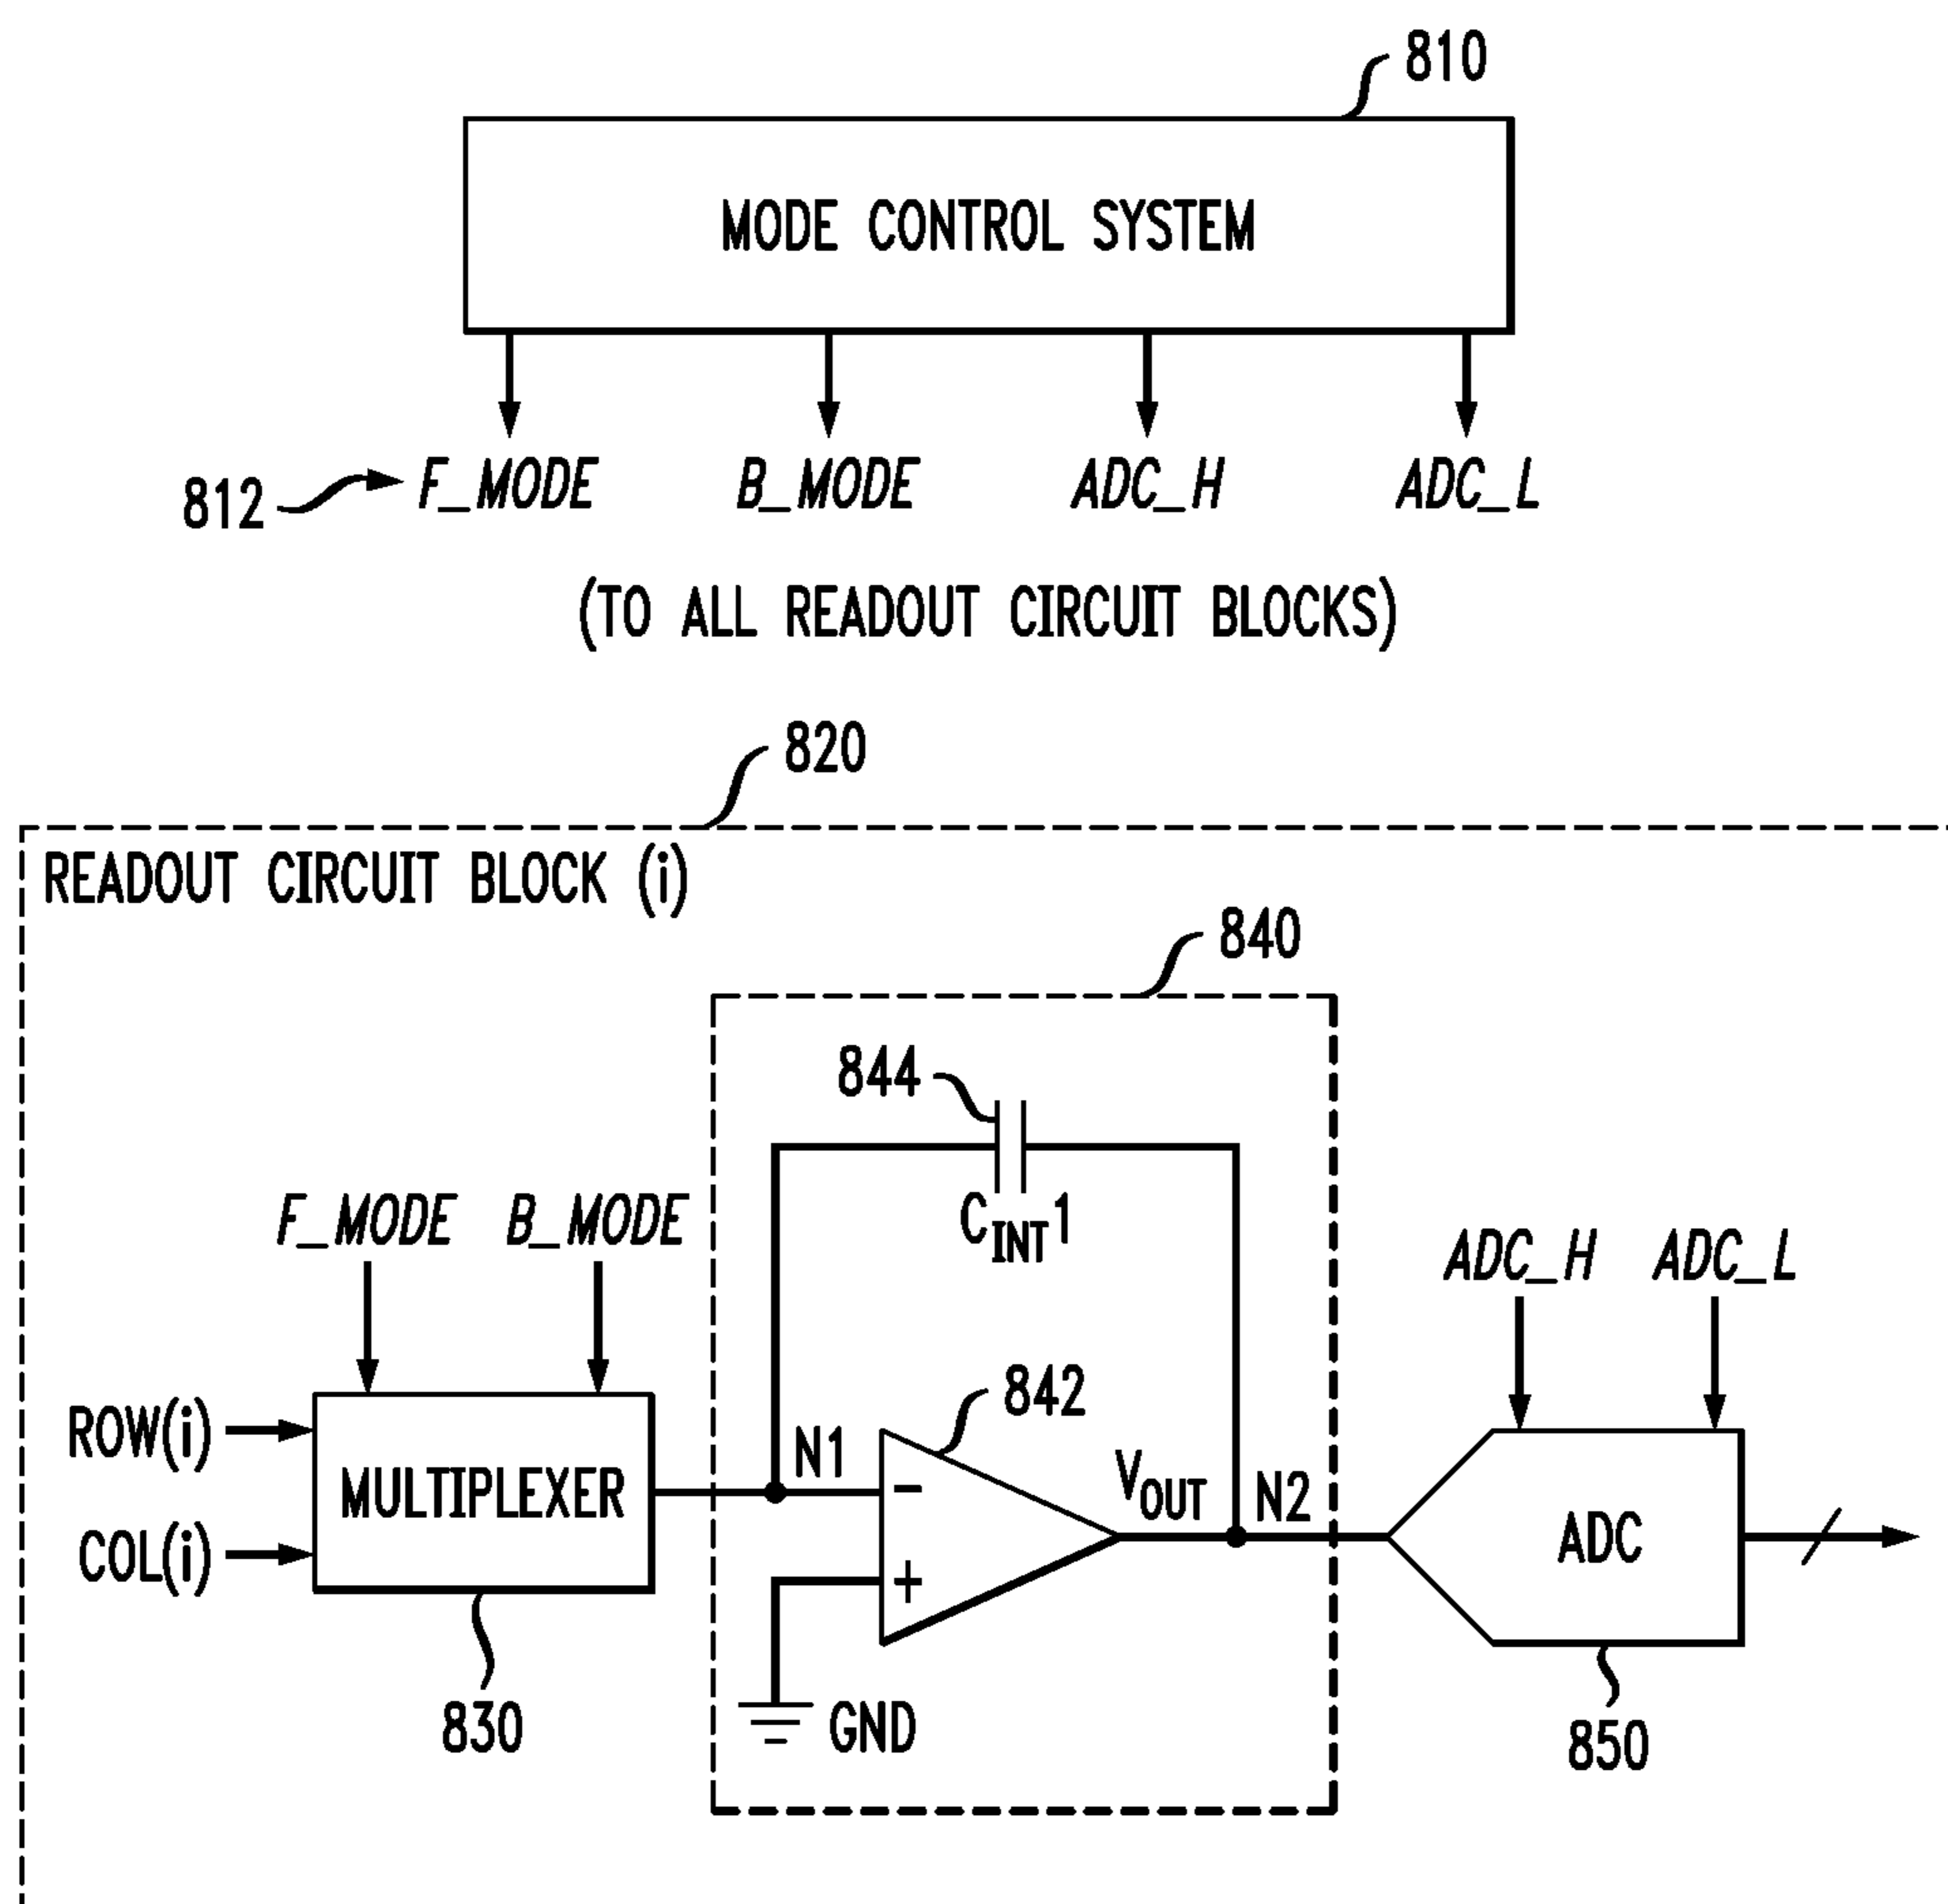 810
MODE CONTROL SYSTEM
812 F_MODE B_MODE ADC_H ADC_L
(TO ALL READOUT CIRCUIT BLOCKS)
820
READOUT CIRCUIT BLOCK (i)
840
844
CINT1
F_MODE B_MODE
ADC_H ADC_L
842
ROW(i)
N1
VOUT
N2
MULTIPLEXER
-
ADC
COL(i)
+
830
GND
850